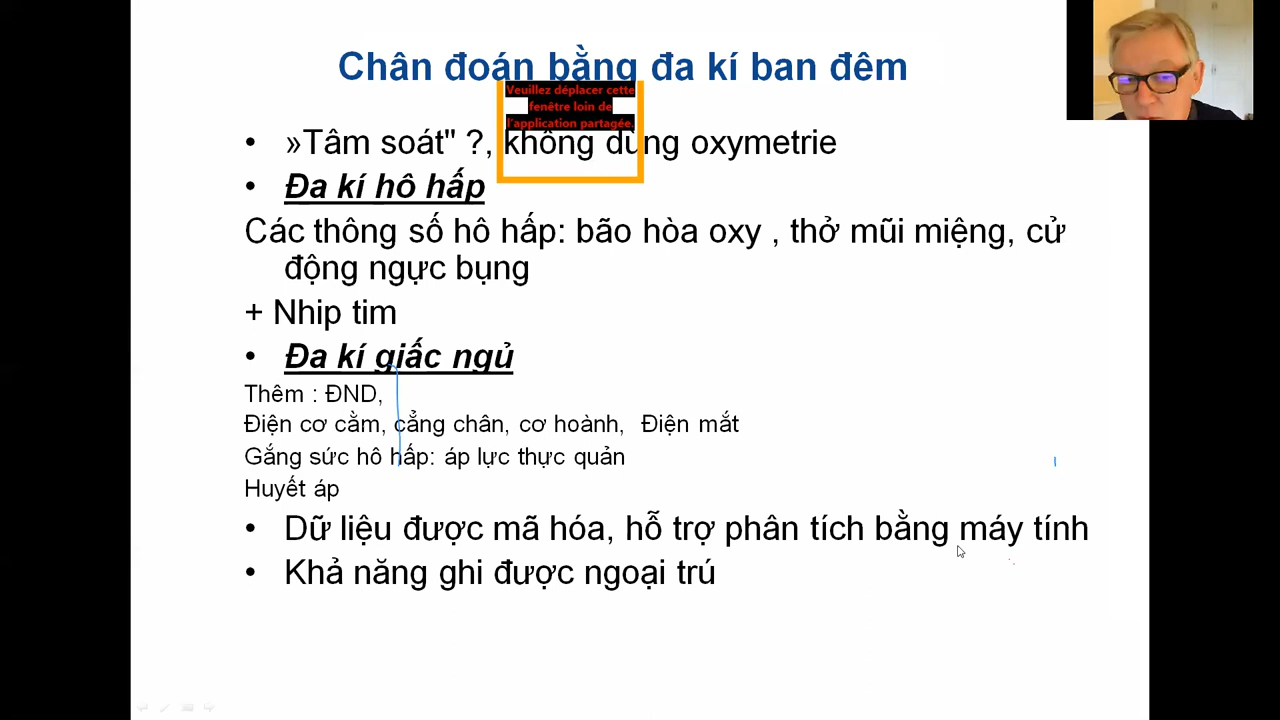 Chân đoán bằng đa kí ban đêm
Veuillez déplacer cette
fenêtre loin de
l'application partagée.
• »Tâm soát" ?, không dùng oxymetrie
• Đa kí hô hấp
Các thông số hô hấp: bão hòa oxy , thở mũi miệng, cử
động ngực bụng
+ Nhip tim
• Đa kí giấc ngủ
Thêm : ĐND,
Điện cơ cằm, cẳng chân, cơ hoành, Điện mắt
Gắng sức hô hấp: áp lực thực quản
Huyết áp
• Dữ liệu được mã hóa, hỗ trợ phân tích bằng máy tính
• Khả năng ghi được ngoại trú